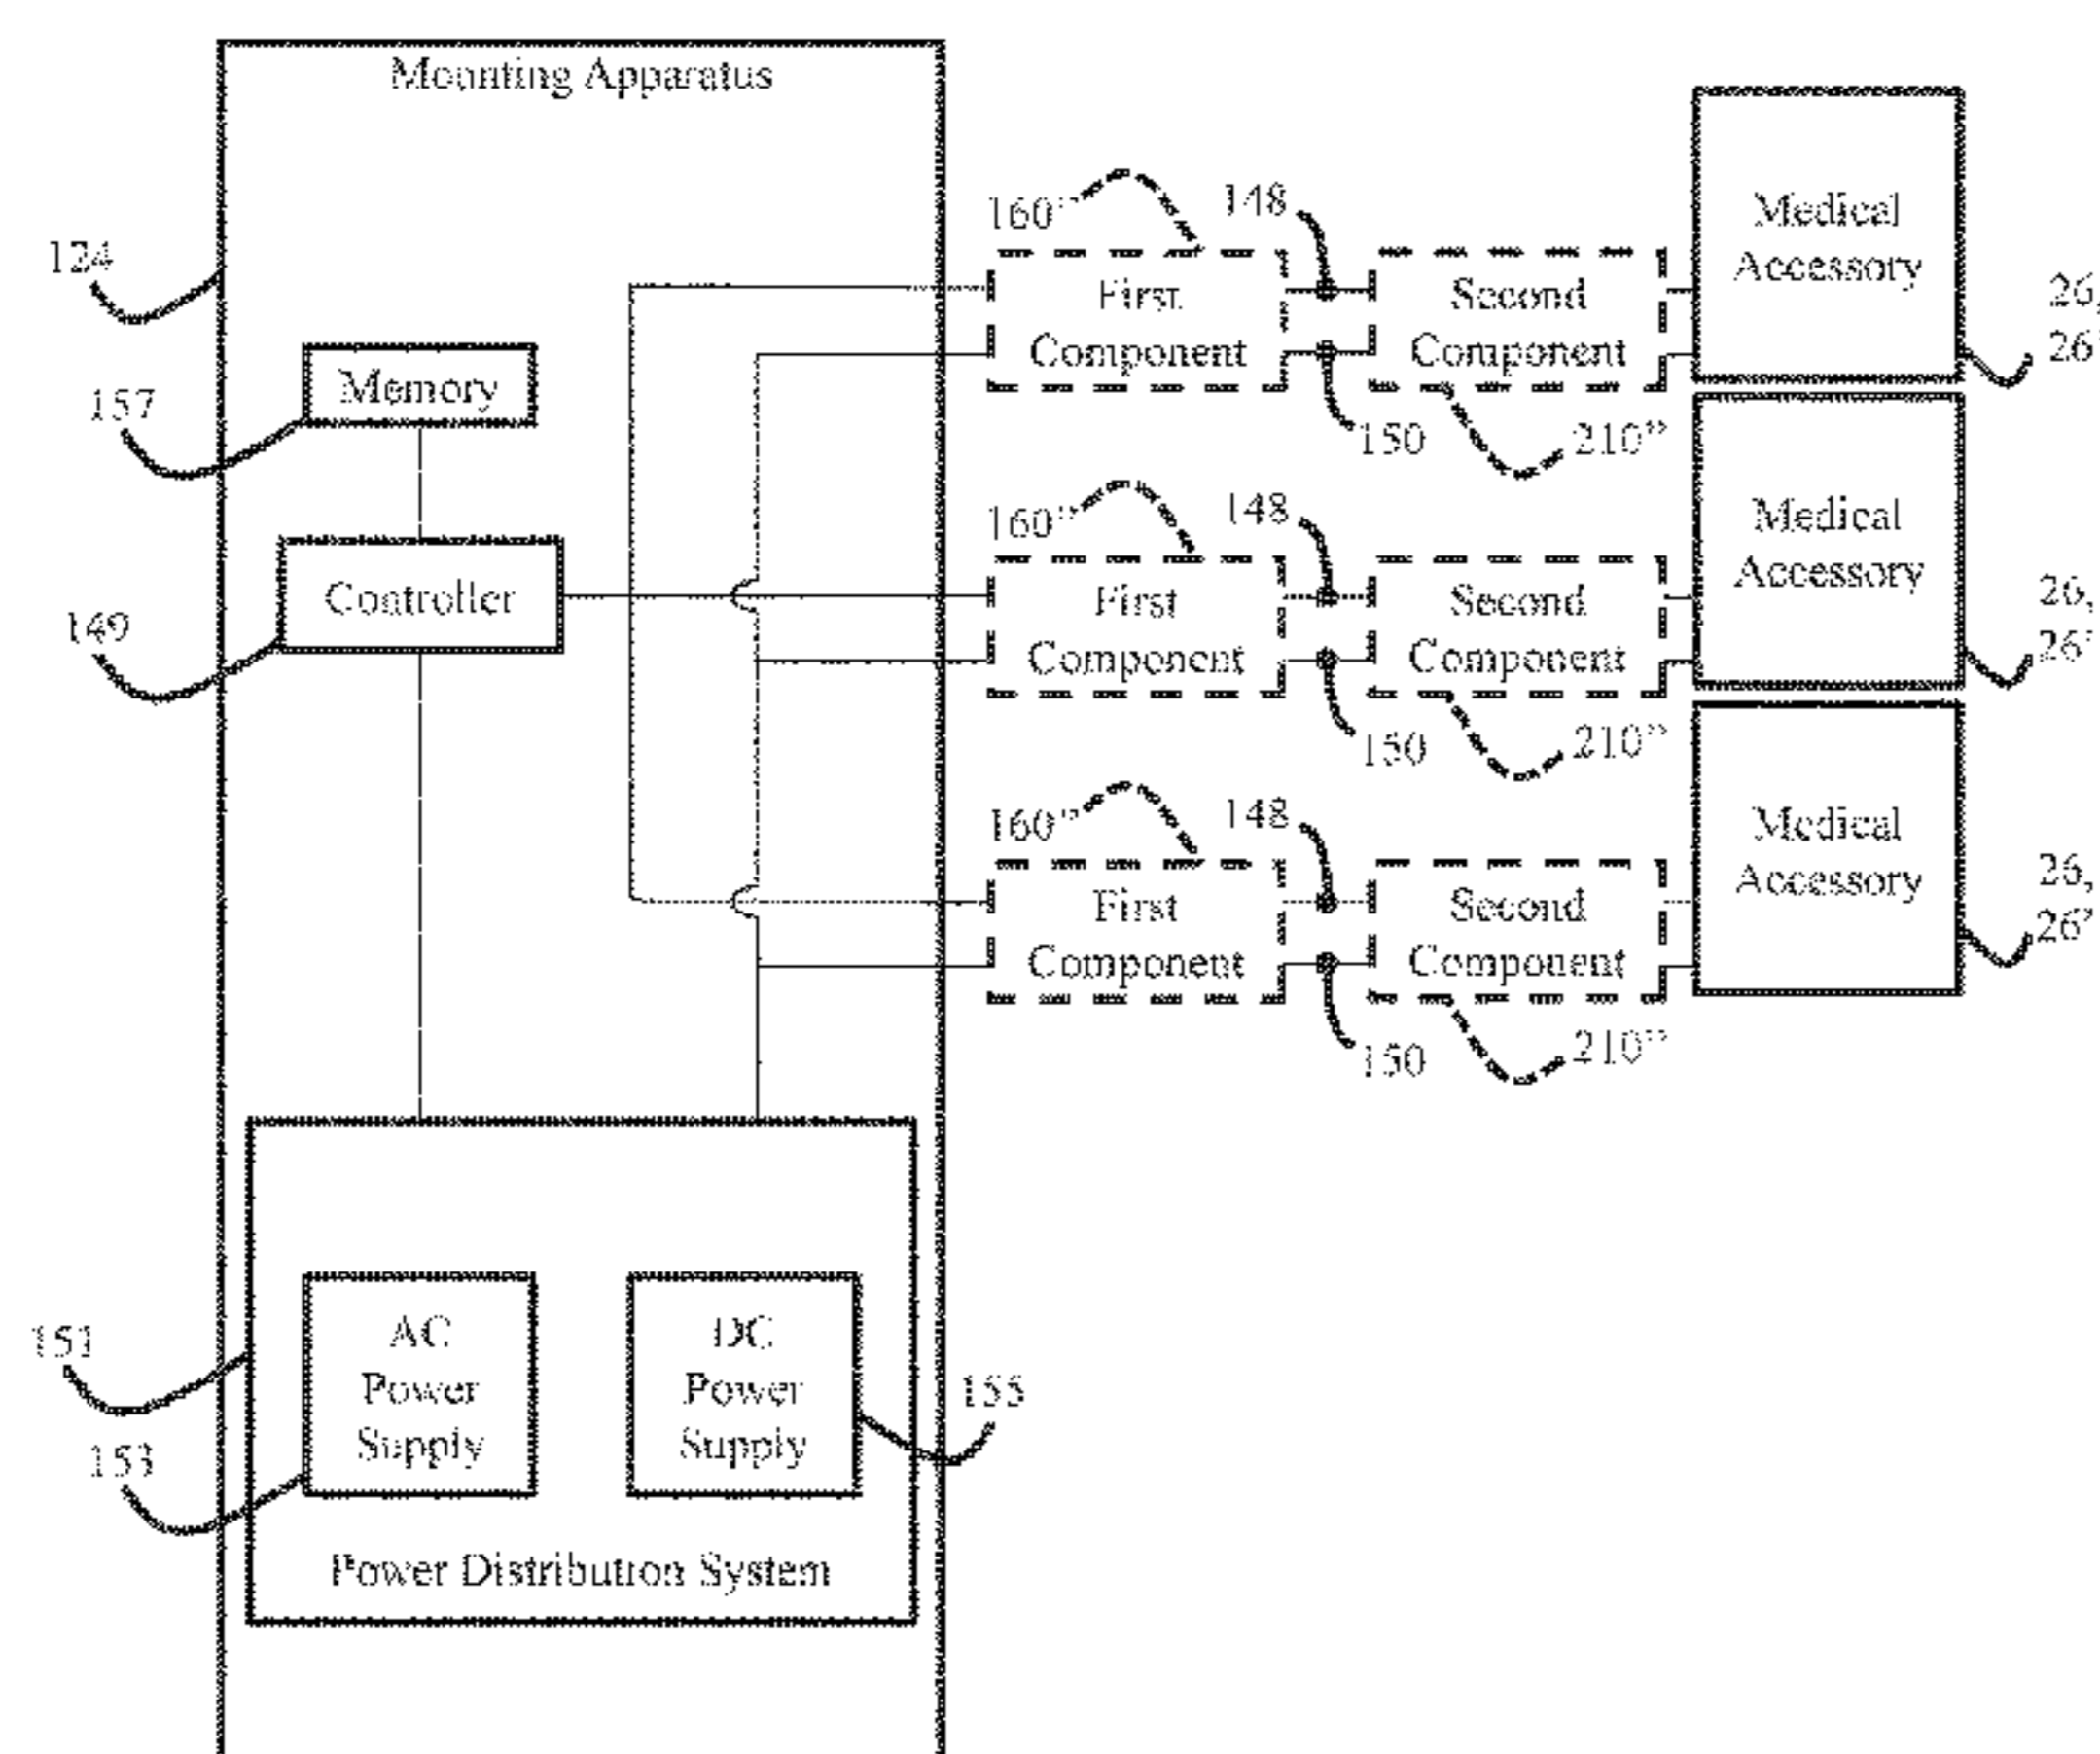 Mounting Apparatus
124
157
Memory
149
Controller
160"
148
First
Component
Second
Component
150
210"
Medical
Accessory
26,
26'
160"
148
First
Component
Second
Component
150
210"
Medical
Accessory
26,
26'
160"
148
First
Component
Second
Component
150
210"
Medical
Accessory
26,
26'
151
153
AC
Power
Supply
DC
Power
Supply
155
Power Distribution System